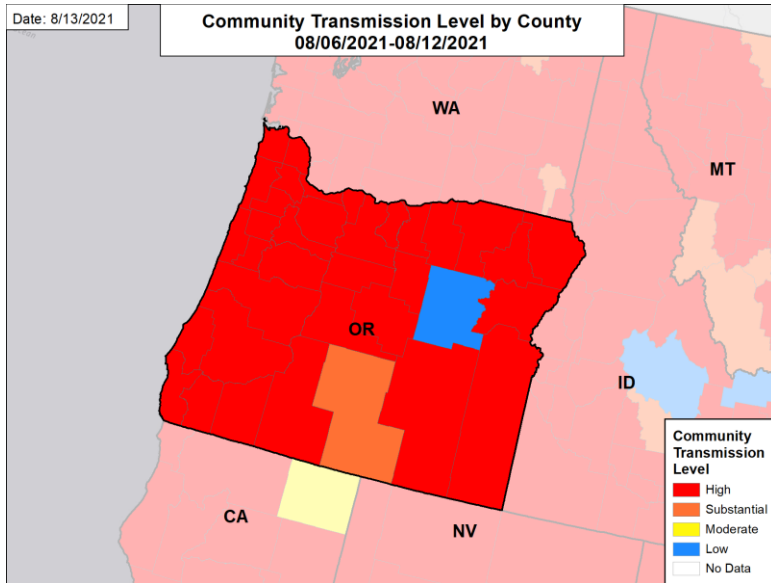 Date: 8/13/2021
Community Transmission Level by County
08/06/2021-08/12/2021
WA
MT
OR
ID
CA
NV
Community
Transmission
Level
High
Substantial
Moderate
Low
No Data